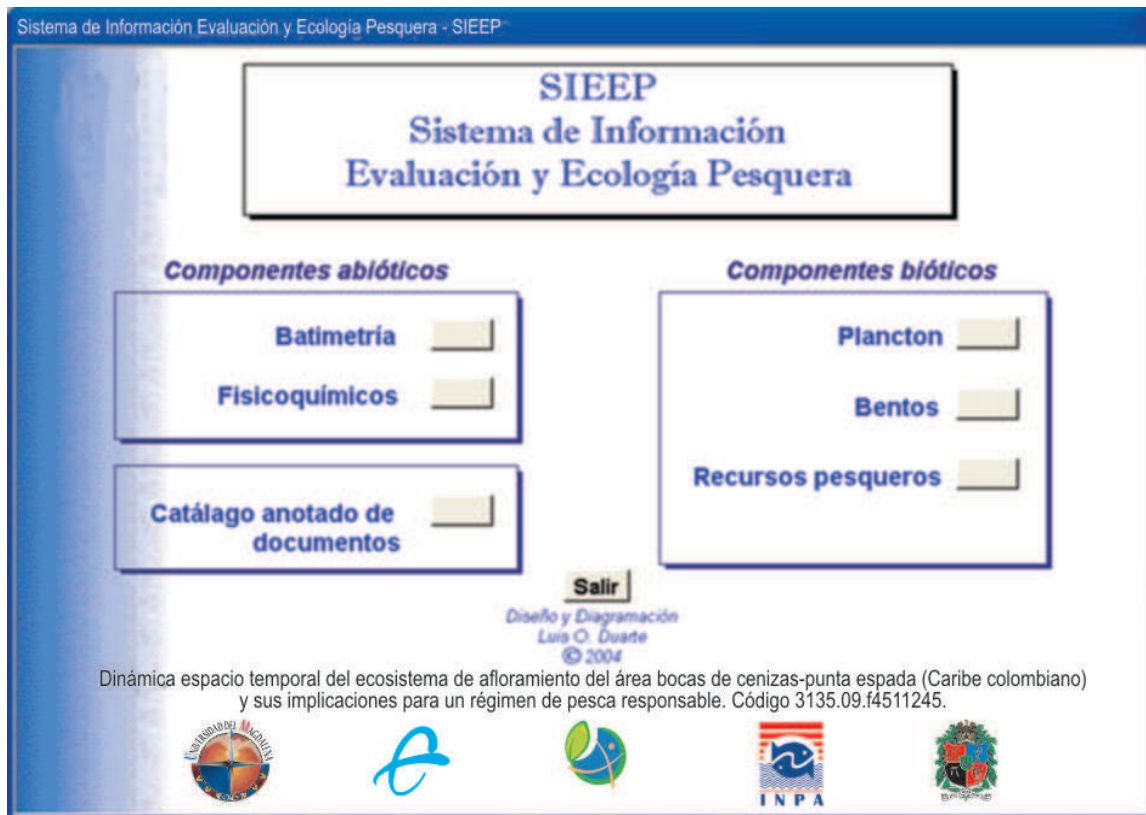 Sistema de Información Evaluación y Ecología Pesquera - SIEEP
SIEEP
Sistema de Información
Evaluación y Ecología Pesquera
Componentes abióticos
Batimetría
Fisicoquímicos
Catálago anotado de
documentos
Componentes bióticos
Plancton
Bentos
Recursos pesqueros
Salir
Diseño y Diagramación
Luis O. Duarte
© 2004
Dinámica espacio temporal del ecosistema de afloramiento del área bocas de cenizas-punta espada (Caribe colombiano)
y sus implicaciones para un régimen de pesca responsable. Código 3135.09.f4511245.
UNIVERSIDAD DEL MAGDALENA
INPA